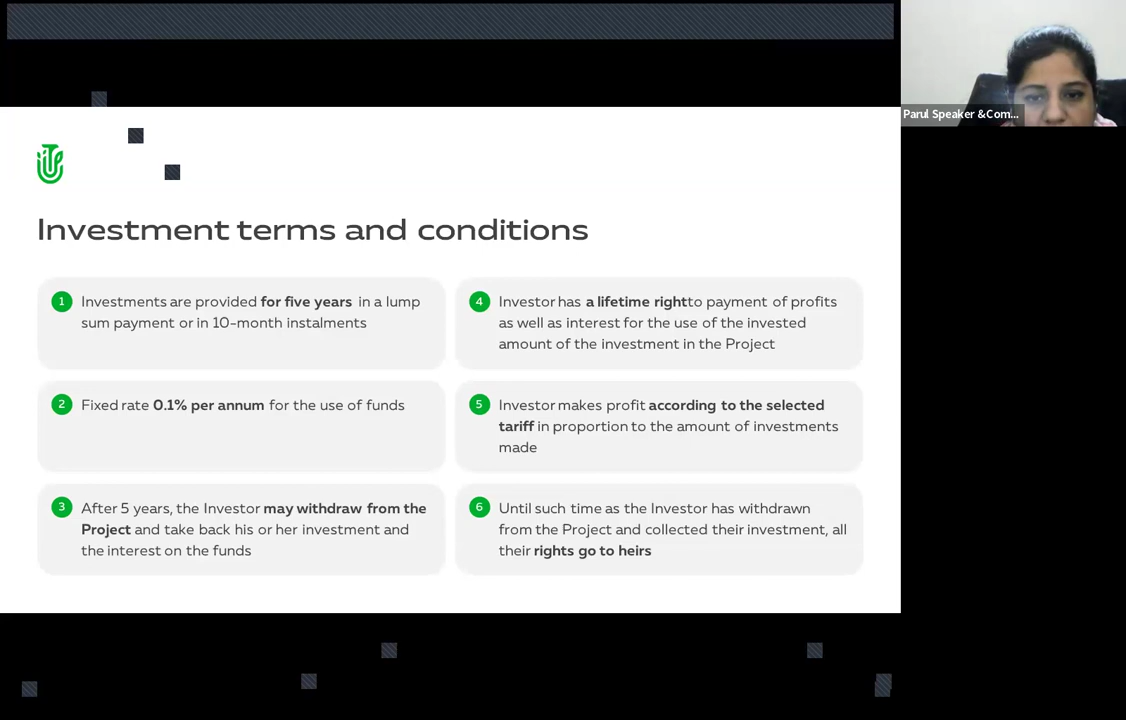 Parul Speaker &Com...
Investment terms and conditions
1
Investments are provided for five years in a lump
sum payment or in 10-month instalments
2
Fixed rate 0.1% per annum for the use of funds
3
After 5 years, the Investor may withdraw from the
Project and take back his or her investment and
the interest on the funds
4
Investor has a lifetime rightto payment of profits
as well as interest for the use of the invested
amount of the investment in the Project
5
Investor makes profit according to the selected
tariff in proportion to the amount of investments
made
6
Until such time as the Investor has withdrawn
from the Project and collected their investment, all
their rights go to heirs